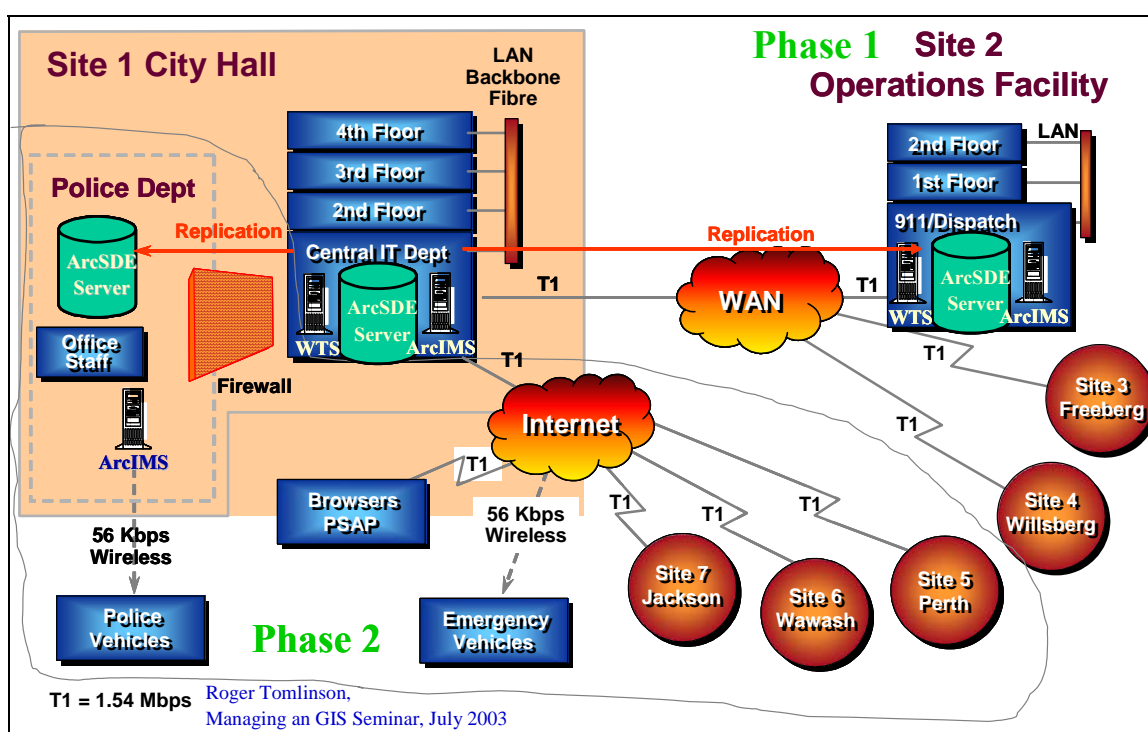 Site 1 City Hall
LAN
Backbone
Fibre
Phase 1
Site 2
Operations Facility
4th Floor
3rd Floor
2nd Floor
Central IT Dept
WTS
ArcSDE
Server
ArcIMS
Police Dept
Replication
ArcSDE
Server
Office
Staff
ArcIMS
Firewall
Replication
2nd Floor
LAN
1st Floor
911/Dispatch
WTS
ArcSDE
Server
ArcIMS
T1
WAN
T1
T1
T1
T1
Site 3
Freeberg
Site 4
Willsberg
Internet
T1
Browsers
PSAP
56 Kbps
Wireless
56 Kbps
Wireless
T1
T1
T1
Site 7
Jackson
Site 6
Wawash
Site 5
Perth
Police
Vehicles
Phase 2
Emergency
Vehicles
T1 = 1.54 Mbps
Roger Tomlinson,
Managing an GIS Seminar, July 2003